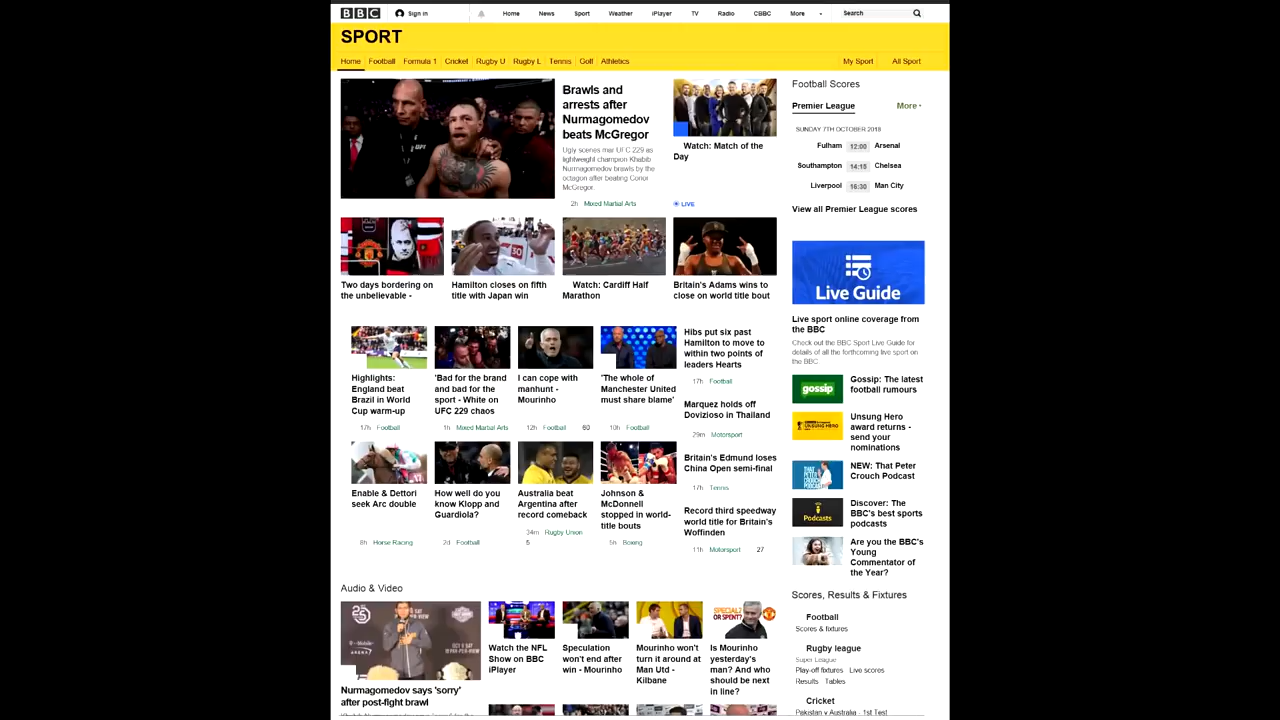 BBC
Sign in
Home News Sport Weather iPlayer TV Radio CBBC More
Search
SPORT
Home Football Formula 1 Cricket Rugby U Rugby L Tennis Golf Athletics
My Sport All Sport
Brawls and
arrests after
Nurmagomedov
beats McGregor
Ugly scenes mar UFC 229 as
lightweight champion Khabib
Nurmagomedov brawls by the
octagon after beating Conor
McGregor.
2h Mixed Martial Arts
Watch: Match of the
Day
LIVE
Two days bordering on
the unbelievable -
Hamilton closes on fifth
title with Japan win
Watch: Cardiff Half
Marathon
Britain's Adams wins to
close on world title bout
Highlights:
England beat
Brazil in World
Cup warm-up
17h Football
'Bad for the brand
and bad for the
sport - White on
UFC 229 chaos
1h Mixed Martial Arts
I can cope with
manhunt -
Mourinho
12h Football 60
'The whole of
Manchester United
must share blame'
10h Football
Hibs put six past
Hamilton to move to
within two points of
leaders Hearts
17h Football
Marquez holds off
Dovizioso in Thailand
29m Motorsport
Britain's Edmund loses
China Open semi-final
17h Tennis
Record third speedway
world title for Britain's
Woffinden
11h Motorsport 27
Enable & Dettori
seek Arc double
8h Horse Racing
How well do you
know Klopp and
Guardiola?
2d Football
Australia beat
Argentina after
record comeback
34m Rugby Union
5
Johnson &
McDonnell
stopped in world-
title bouts
5h Boxing
Audio & Video
Nurmagomedov says 'sorry'
after post-fight brawl
Watch the NFL
Show on BBC
iPlayer
Speculation
won't end after
win - Mourinho
Mourinho won't
turn it around at
Man Utd -
Kilbane
SPECIAL?
OR SPENT?
Is Mourinho
yesterday's
man? And who
should be next
in line?
Football Scores
Premier League More
SUNDAY 7TH OCTOBER 2018
Fulham 12:00 Arsenal
Southampton 14:15 Chelsea
Liverpool 16:30 Man City
View all Premier League scores
Live Guide
Live sport online coverage from
the BBC
Check out the BBC Sport Live Guide for
details of all the forthcoming live sport on
the BBC.
gossip
Gossip: The latest
football rumours
UNSUNG HERO
Unsung Hero
award returns -
send your
nominations
THAT
PETER
CROUCH
PODCAST
NEW: That Peter
Crouch Podcast
Podcasts
Discover: The
BBC's best sports
podcasts
Are you the BBC's
Young
Commentator of
the Year?
Scores, Results & Fixtures
Football
Scores & fixtures
Rugby league
Super League
Play-off fixtures Live scores
Results Tables
Cricket
Pakistan v Australia - 1st Test